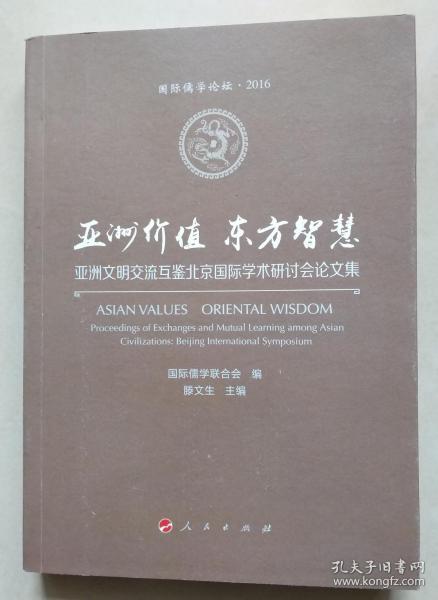 国际儒学论坛·2016
亚洲价值 东方智慧
亚洲文明交流互鉴北京国际学术研讨会论文集
ASIAN VALUES ORIENTAL WISDOM
Proceedings of Exchanges and Mutual Learning among Asian
Civilizations: Beijing International Symposium
国际儒学联合会 编
滕文生 主编
人民出版社
孔夫子旧书网